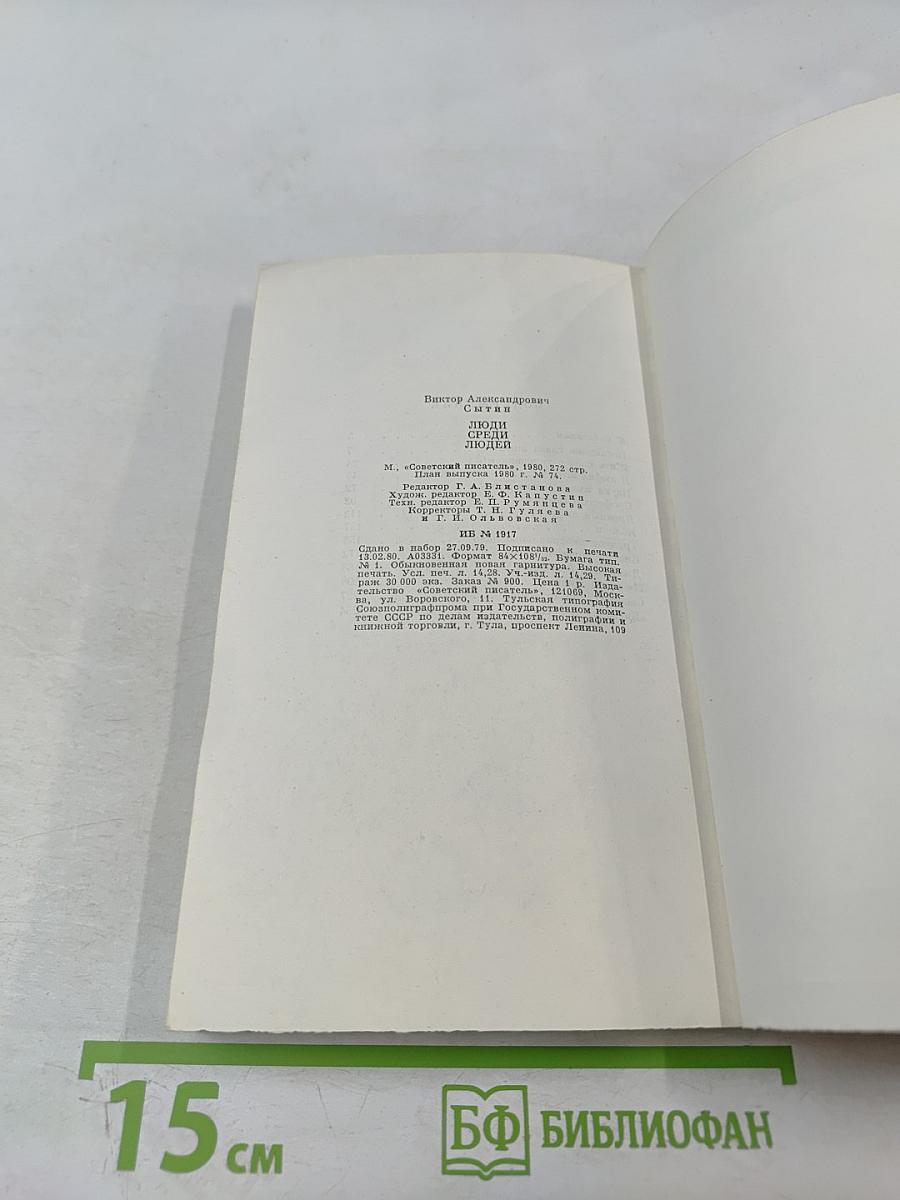 Виктор Александрович
Сытин
ЛЮДИ
СРЕДИ
ЛЮДЕЙ
М., «Советский писатель», 1980, 272 стр.
План выпуска 1980 г. № 74.
Редактор Г. А. Блистанова
Худож. редактор Е. Ф. Капустин
Техн. редактор Е. П. Румянцева
Корректоры Т. Н. Гуляева
и Г. И. Ольвовская
ИБ № 1917
Сдано в набор 27.09.79. Подписано к печати
13.02.80. А03331. Формат 84×108¹/₃₂. Бумага тип.
№ 1. Обыкновенная новая гарнитура. Высокая
печать. Усл. печ. л. 14,28. Уч.-изд. л. 14,29. Ти-
раж 30 000 экз. Заказ № 900. Цена 1 р. Изда-
тельство «Советский писатель», 121069, Моск-
ва, ул. Воровского, 11. Тульская типография
Союзполиграфпрома при Государственном коми-
тете СССР по делам издательств, полиграфии и
книжной торговли, г. Тула, проспект Ленина, 109
15 см
БФ БИБЛИОФАН